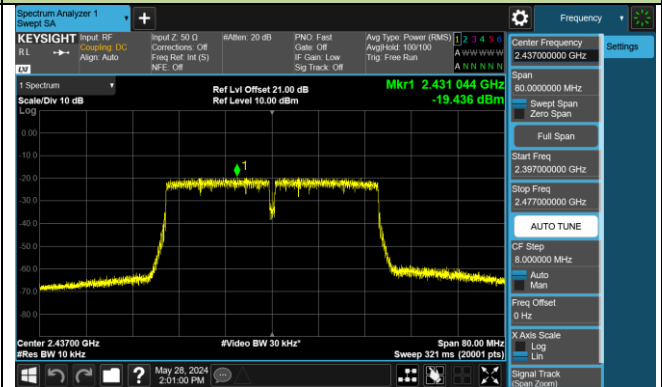 Spectrum Analyzer 1
Swept SA
+
Frequency
KEYSIGHT
Input: RF
Coupling: DC
Align: Auto
Input Z: 50 Ω
Corrections: Off
Freq Ref: Int (S)
NFE: Off
#Atten: 20 dB
PNO: Fast
Gate: Off
IF Gain: Low
Sig Track: Off
Avg Type: Power (RMS)
Avg|Hold: 100/100
Trig: Free Run
1 2 3 4 5 6
A W W W W W
A N N N N N
R L
LXI
1 Spectrum
Scale/Div 10 dB
Log
Ref Lvl Offset 21.00 dB
Ref Level 10.00 dBm
Mkr1 2.431 044 GHz
-19.436 dBm
1
0.00
-10.0
-20.0
-30.0
-40.0
-50.0
-60.0
-70.0
-80.0
Center 2.43700 GHz
#Res BW 10 kHz
#Video BW 30 kHz*
Span 80.00 MHz
Sweep 321 ms (20001 pts)
Center Frequency
2.437000000 GHz
Span
80.0000000 MHz
Swept Span
Zero Span
Full Span
Start Freq
2.397000000 GHz
Stop Freq
2.477000000 GHz
AUTO TUNE
CF Step
8.000000 MHz
Auto
Man
Freq Offset
0 Hz
X Axis Scale
Log
Lin
Signal Track
(Span Zoom)
Settings
?
May 28, 2024
2:01:00 PM